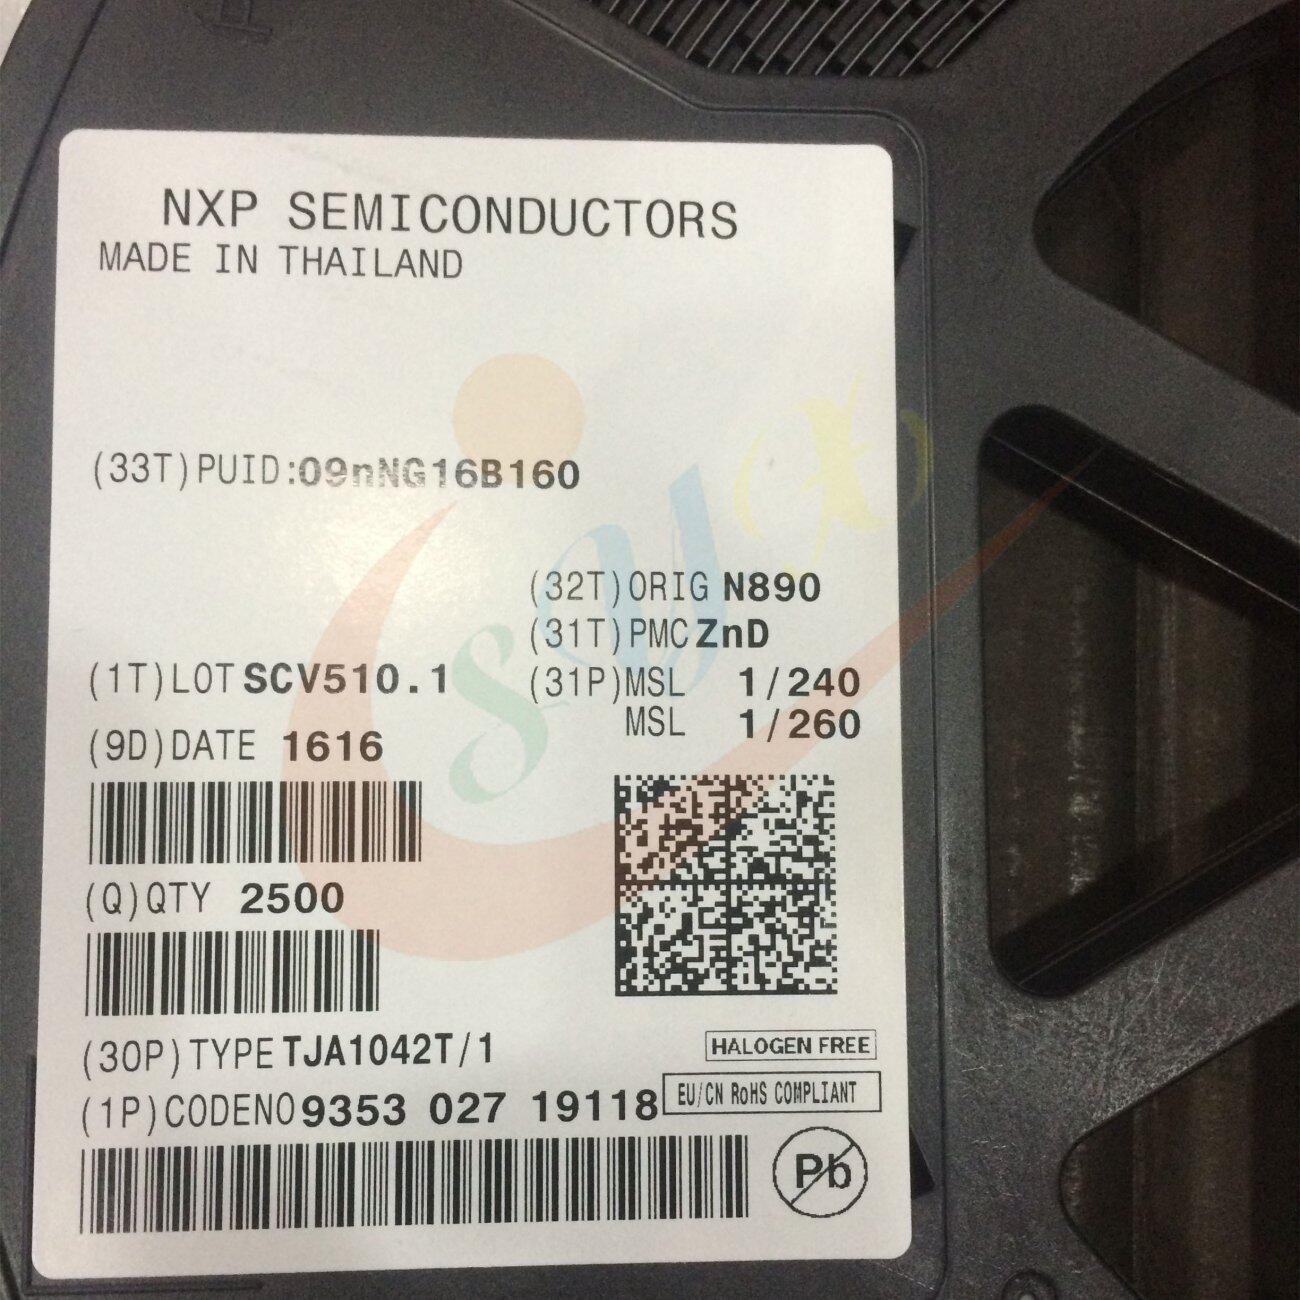 NXP SEMICONDUCTORS
MADE IN THAILAND
(33T)PUID:09nNG16B160
(32T)ORIG N890
(31T)PMC ZnD
(1T)LOT SCV510.1
(31P)MSL 1/240
MSL 1/260
(9D)DATE 1616
(Q)QTY 2500
(30P)TYPE TJA1042T/1
HALOGEN FREE
(1P)CODENO 9353 027 19118
EU/CN RoHS COMPLIANT
Pb